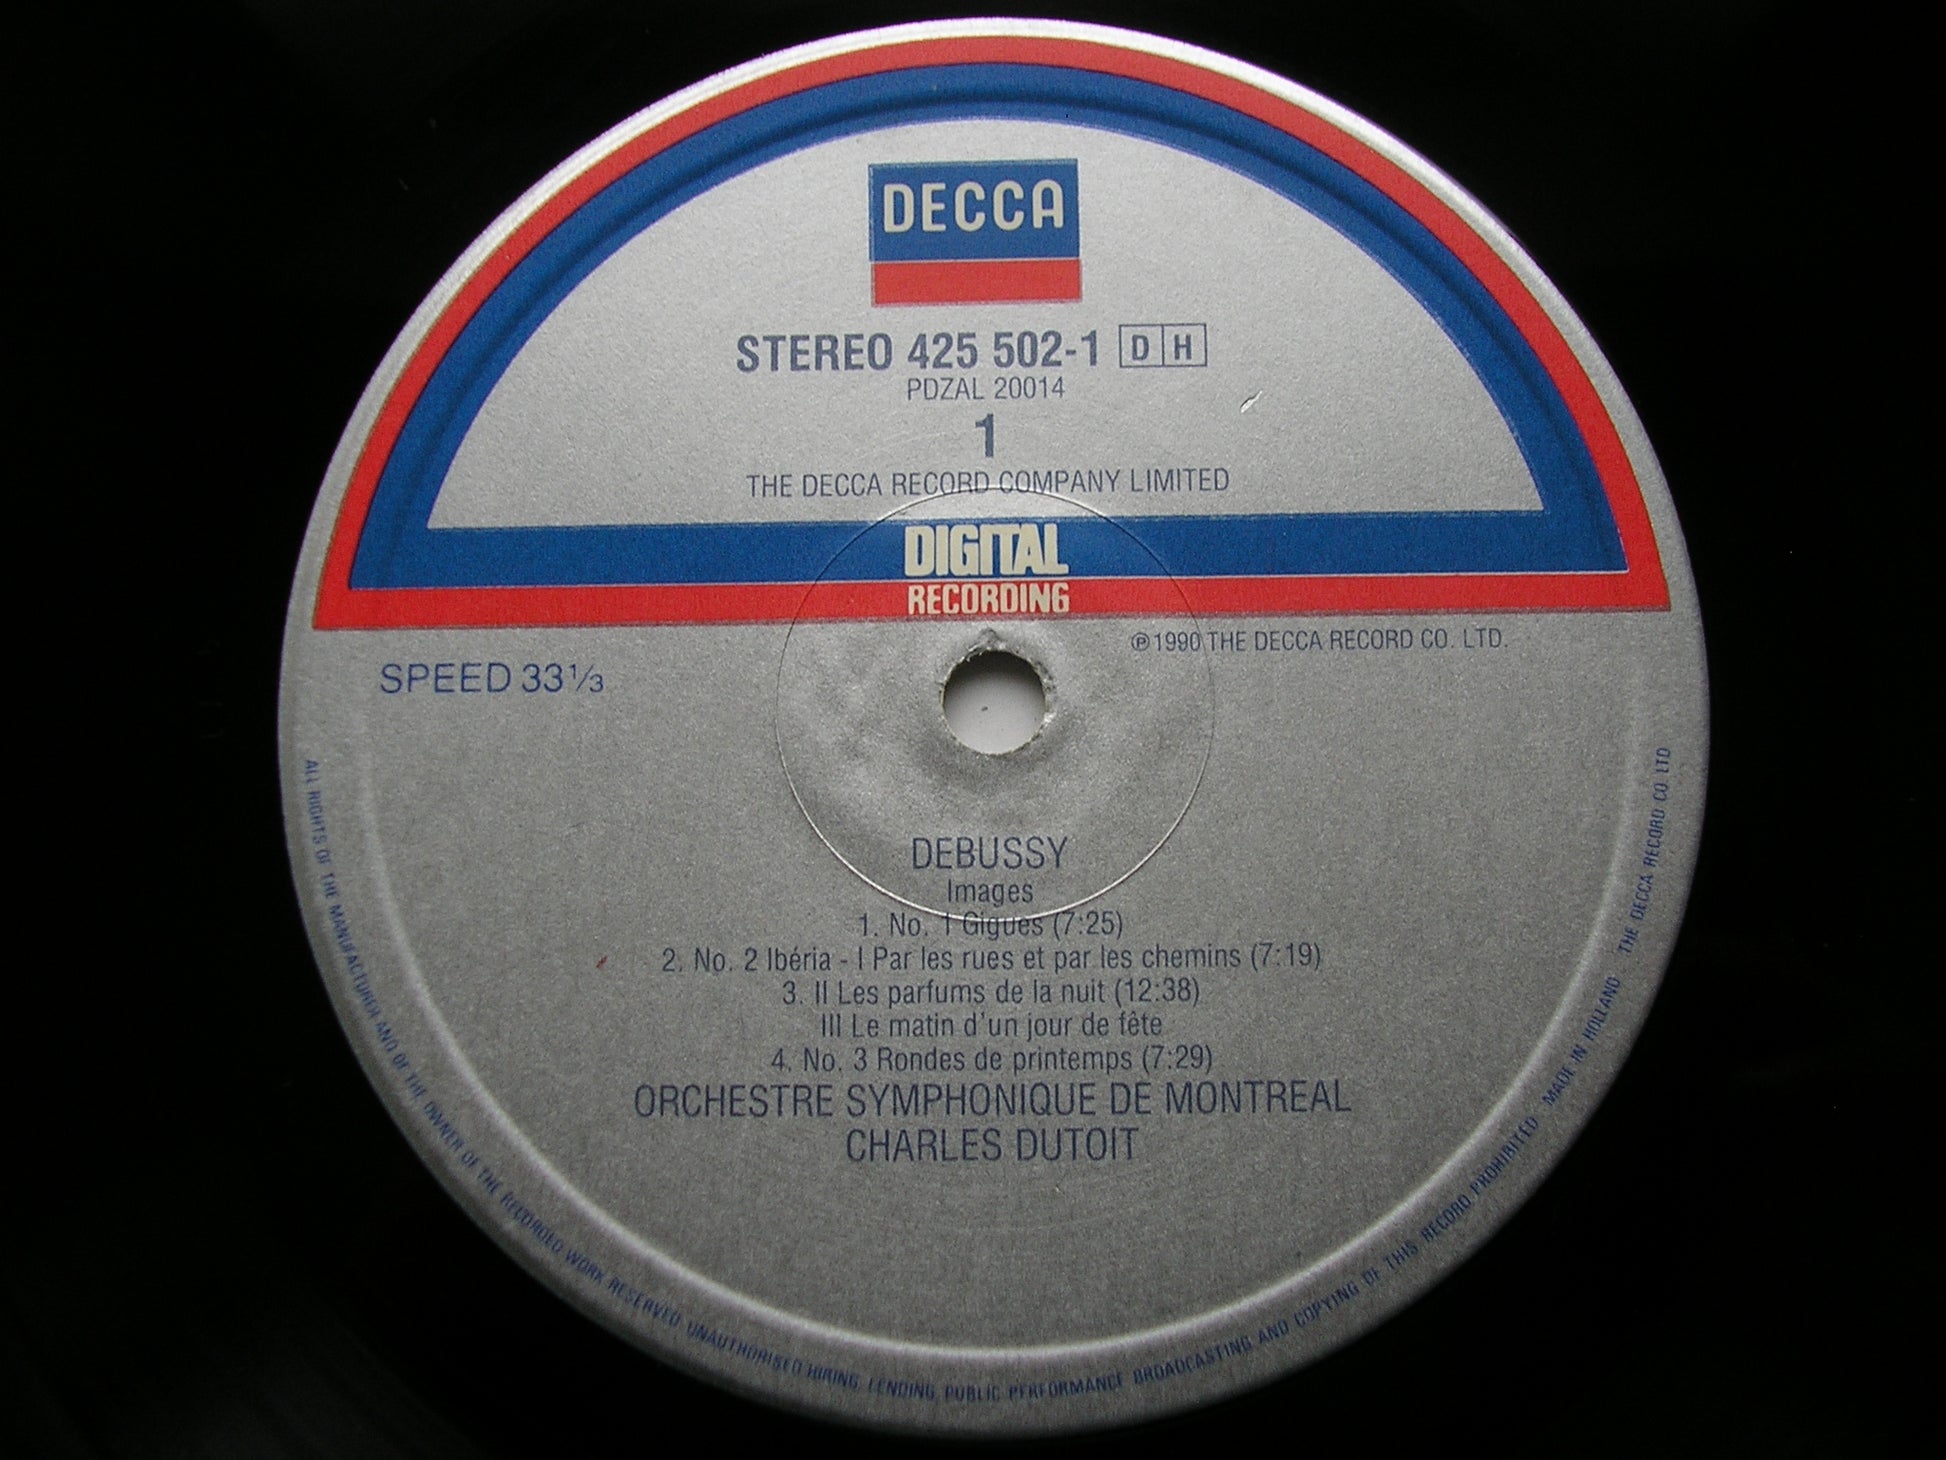 DECCA
STEREO 425 502-1 D H
PDZAL 20014
1
THE DECCA RECORD COMPANY LIMITED
DIGITAL
RECORDING
℗ 1990 THE DECCA RECORD CO. LTD.
SPEED 33 1/3
DEBUSSY
Images
1. No. 1 Gigues (7:25)
2. No. 2 Ibéria - I Par les rues et par les chemins (7:19)
3. II Les parfums de la nuit (12:38)
III Le matin d'un jour de fête
4. No. 3 Rondes de printemps (7:29)
ORCHESTRE SYMPHONIQUE DE MONTREAL
CHARLES DUTOIT
ALL RIGHTS OF THE MANUFACTURER AND OF THE OWNER OF THE RECORDED WORK RESERVED UNAUTHORISED HIRING, LENDING, PUBLIC PERFORMANCE BROADCASTING AND COPYING OF THIS RECORD PROHIBITED MADE IN HOLLAND THE DECCA RECORD CO. LTD